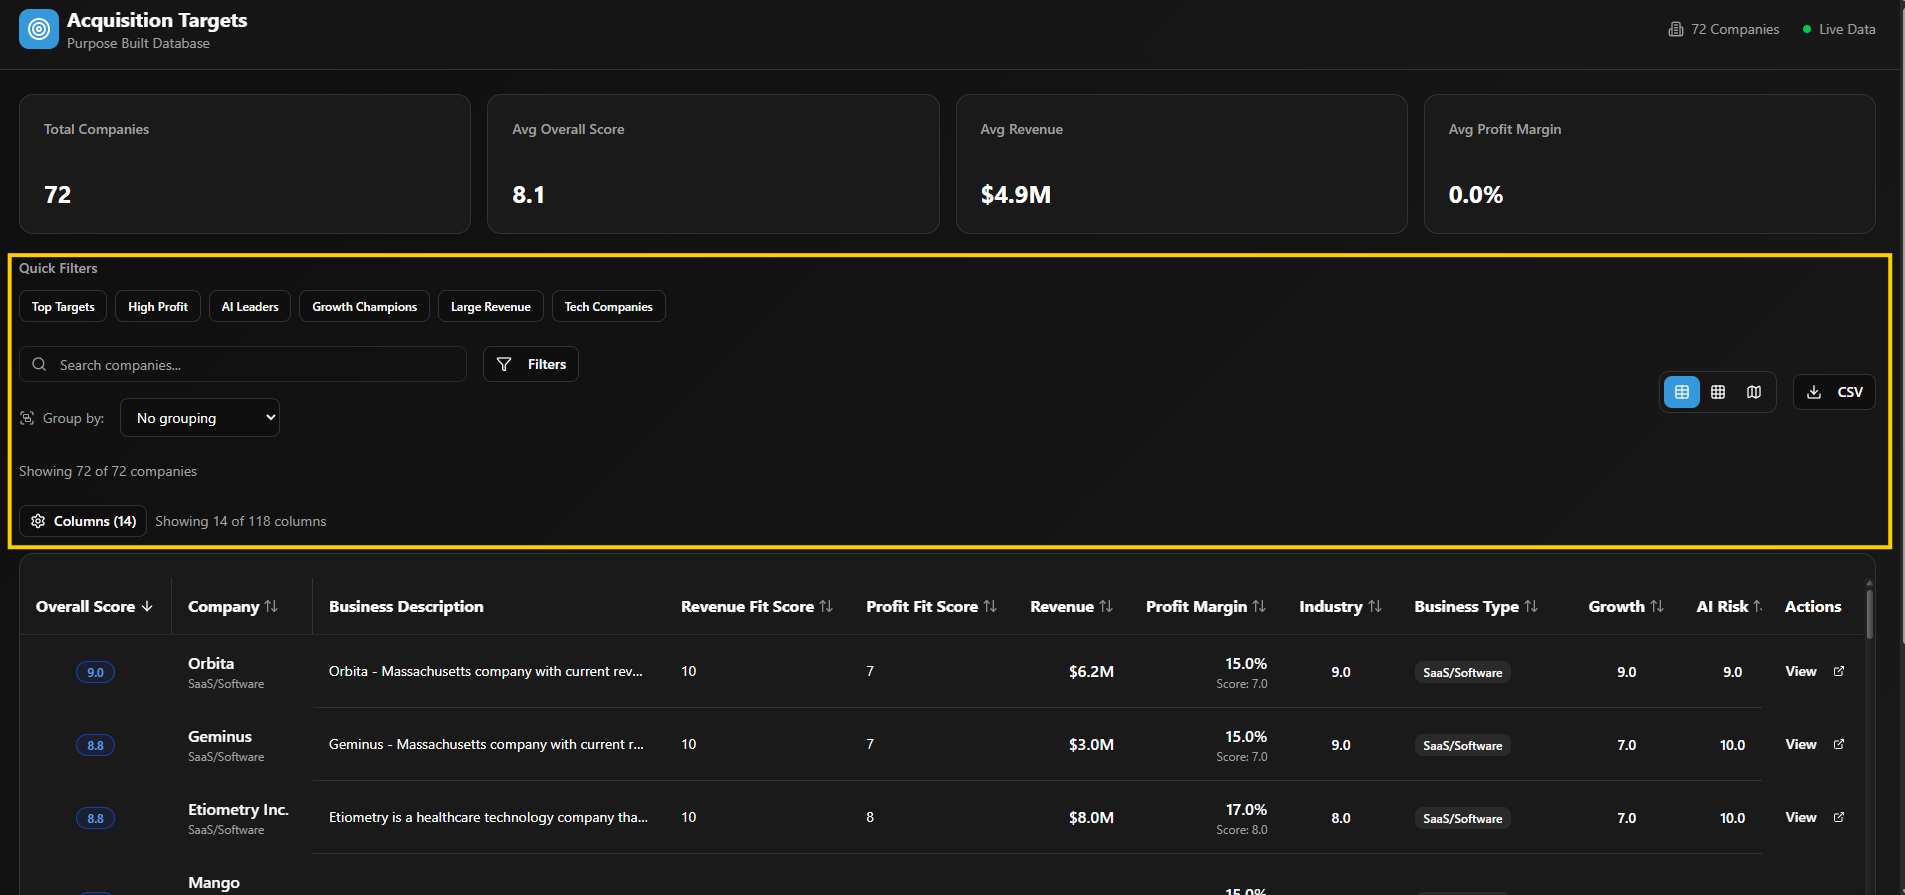 Acquisition Targets
Purpose Built Database
72 Companies
Live Data
Total Companies
72
Avg Overall Score
8.1
Avg Revenue
$4.9M
Avg Profit Margin
0.0%
Quick Filters
Top Targets
High Profit
AI Leaders
Growth Champions
Large Revenue
Tech Companies
Search companies...
Filters
Group by:
No grouping
CSV
Showing 72 of 72 companies
Columns (14)
Showing 14 of 118 columns
Overall Score
Company
Business Description
Revenue Fit Score
Profit Fit Score
Revenue
Profit Margin
Industry
Business Type
Growth
AI Risk
Actions
9.0
Orbita
SaaS/Software
Orbita - Massachusetts company with current rev...
10
7
$6.2M
15.0%
Score: 7.0
9.0
SaaS/Software
9.0
9.0
View
8.8
Geminus
SaaS/Software
Geminus - Massachusetts company with current r...
10
7
$3.0M
15.0%
Score: 7.0
9.0
SaaS/Software
7.0
10.0
View
8.8
Etiometry Inc.
SaaS/Software
Etiometry is a healthcare technology company tha...
10
8
$8.0M
17.0%
Score: 8.0
8.0
SaaS/Software
7.0
10.0
View
Mango
15.0%